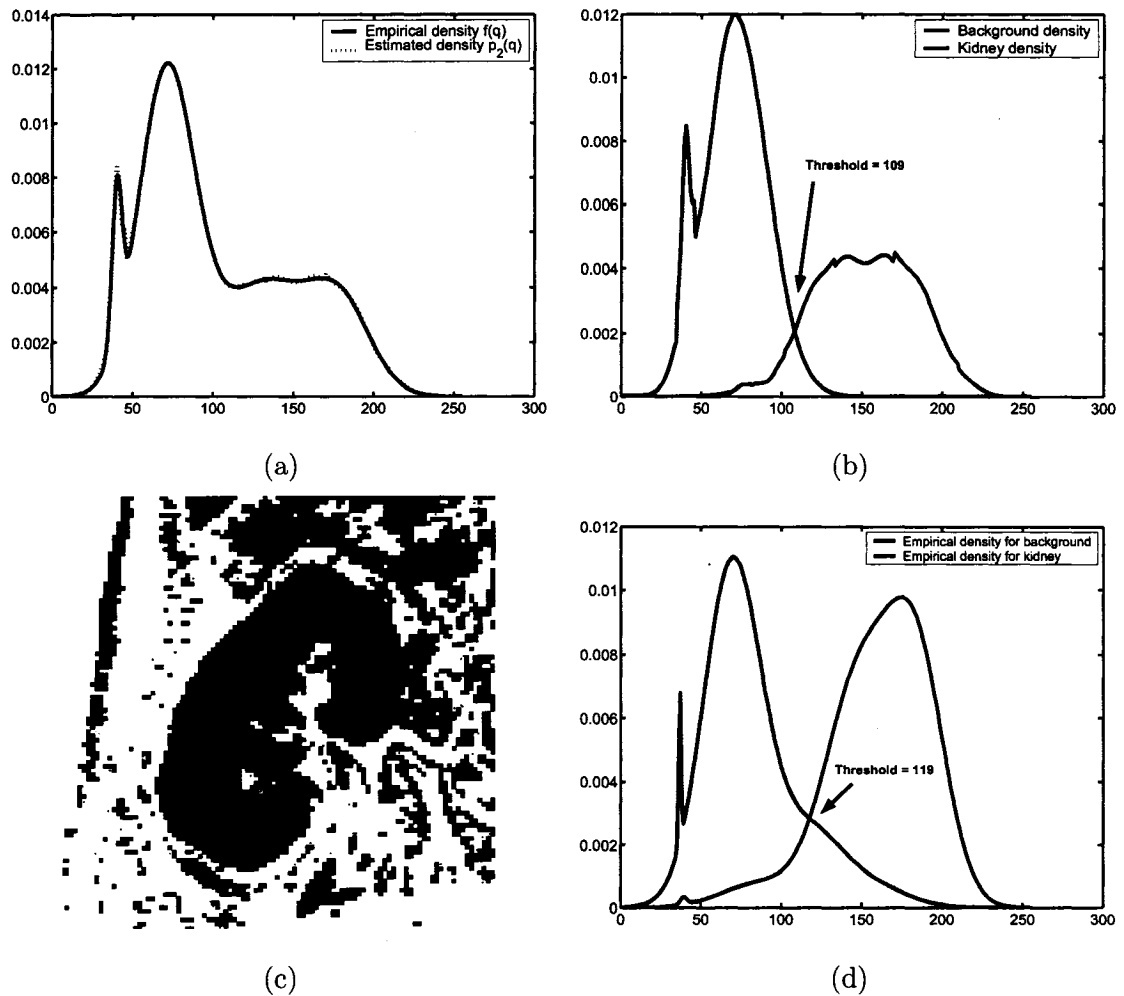 0.014
0.012
0.01
0.008
0.006
0.004
0.002
0
0 50 100 150 200 250 300
Empirical density f(q)
Estimated density p2(q)
(a)
0.012
0.01
0.008
0.006
0.004
0.002
0
0 50 100 150 200 250 300
Background density
Kidney density
Threshold = 109
(b)
(c)
0.012
0.01
0.008
0.006
0.004
0.002
0
0 50 100 150 200 250 300
Empirical density for background
Empirical density for kidney
Threshold = 119
(d)